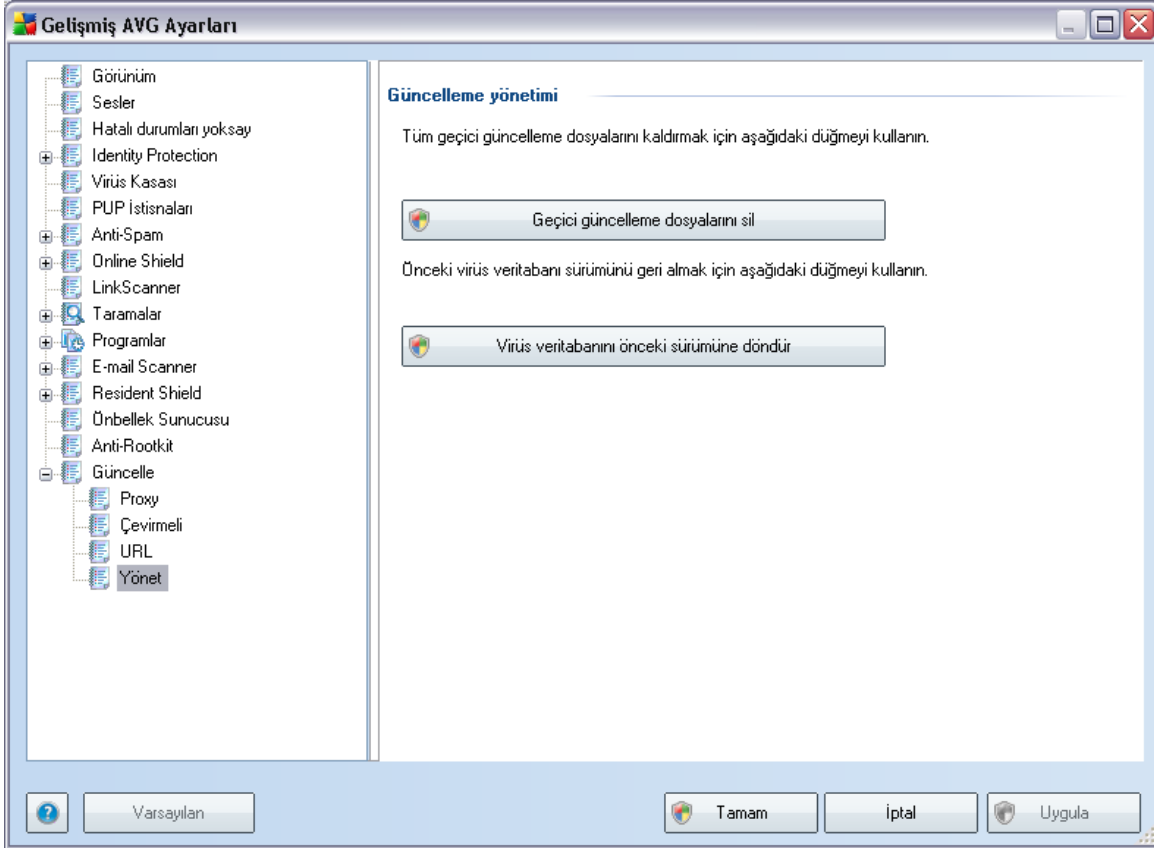 Gelişmiş AVG Ayarları
Görünüm
Sesler
Hatalı durumları yoksay
Identity Protection
Virüs Kasası
PUP İstisnaları
Anti-Spam
Online Shield
LinkScanner
Taramalar
Programlar
E-mail Scanner
Resident Shield
Önbellek Sunucusu
Anti-Rootkit
Güncelle
Proxy
Çevirmeli
URL
Yönet
Güncelleme yönetimi
Tüm geçici güncelleme dosyalarını kaldırmak için aşağıdaki düğmeyi kullanın.
Geçici güncelleme dosyalarını sil
Önceki virüs veritabanı sürümünü geri almak için aşağıdaki düğmeyi kullanın.
Virüs veritabanını önceki sürümüne döndür
Varsayılan
Tamam
İptal
Uygula